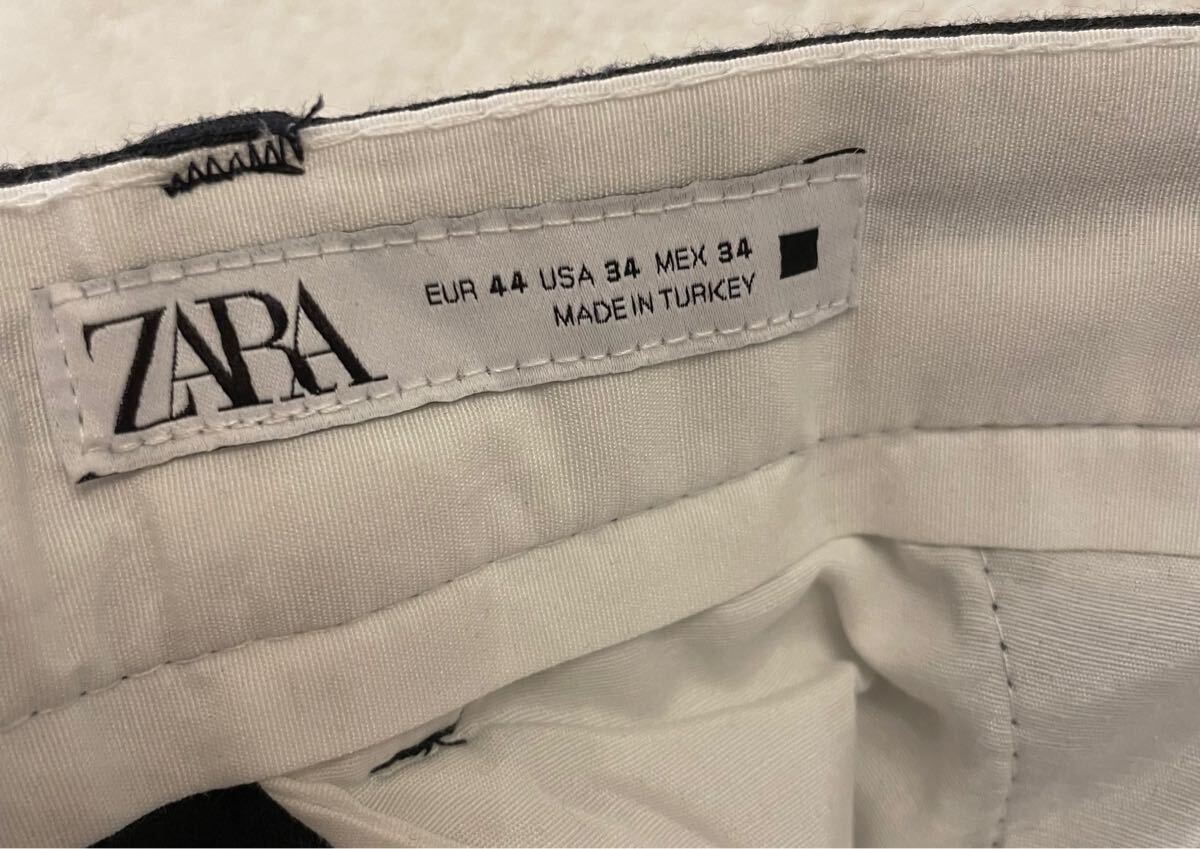 ZARA
EUR 44 USA 34 MEX 34
MADE IN TURKEY